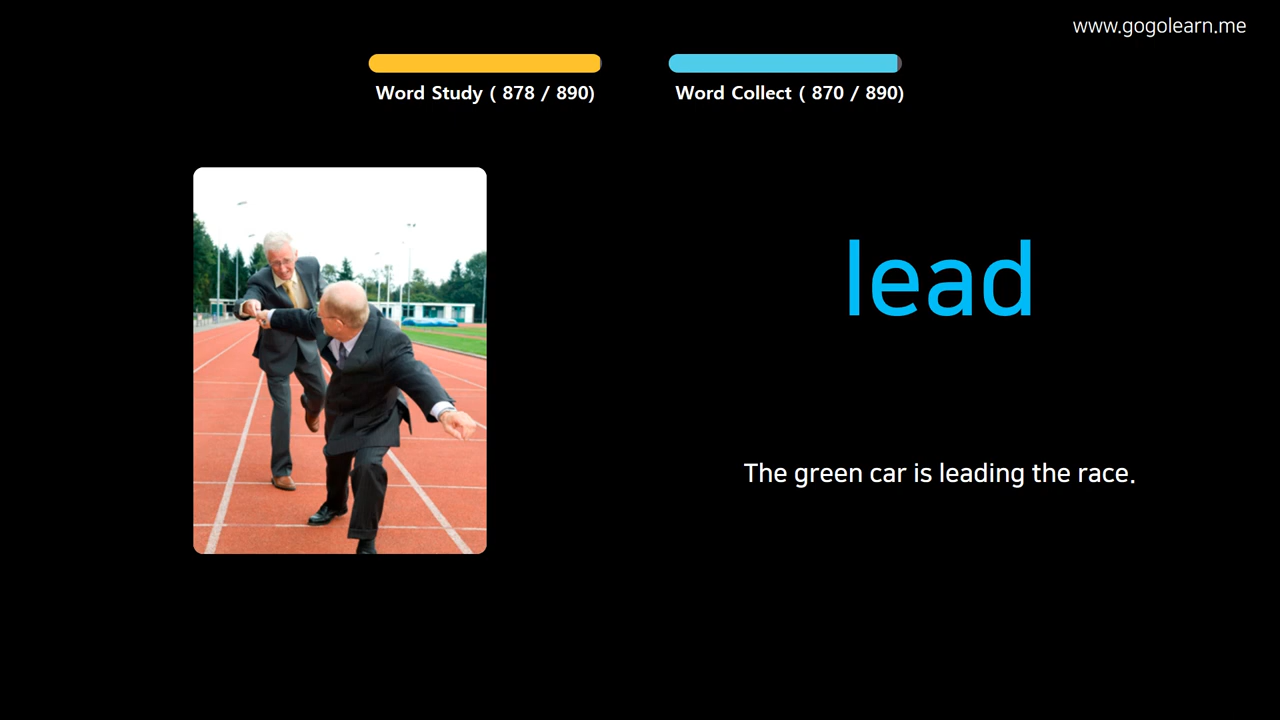 www.gogolearn.me
Word Study ( 878 / 890)
Word Collect ( 870 / 890)
lead
The green car is leading the race.